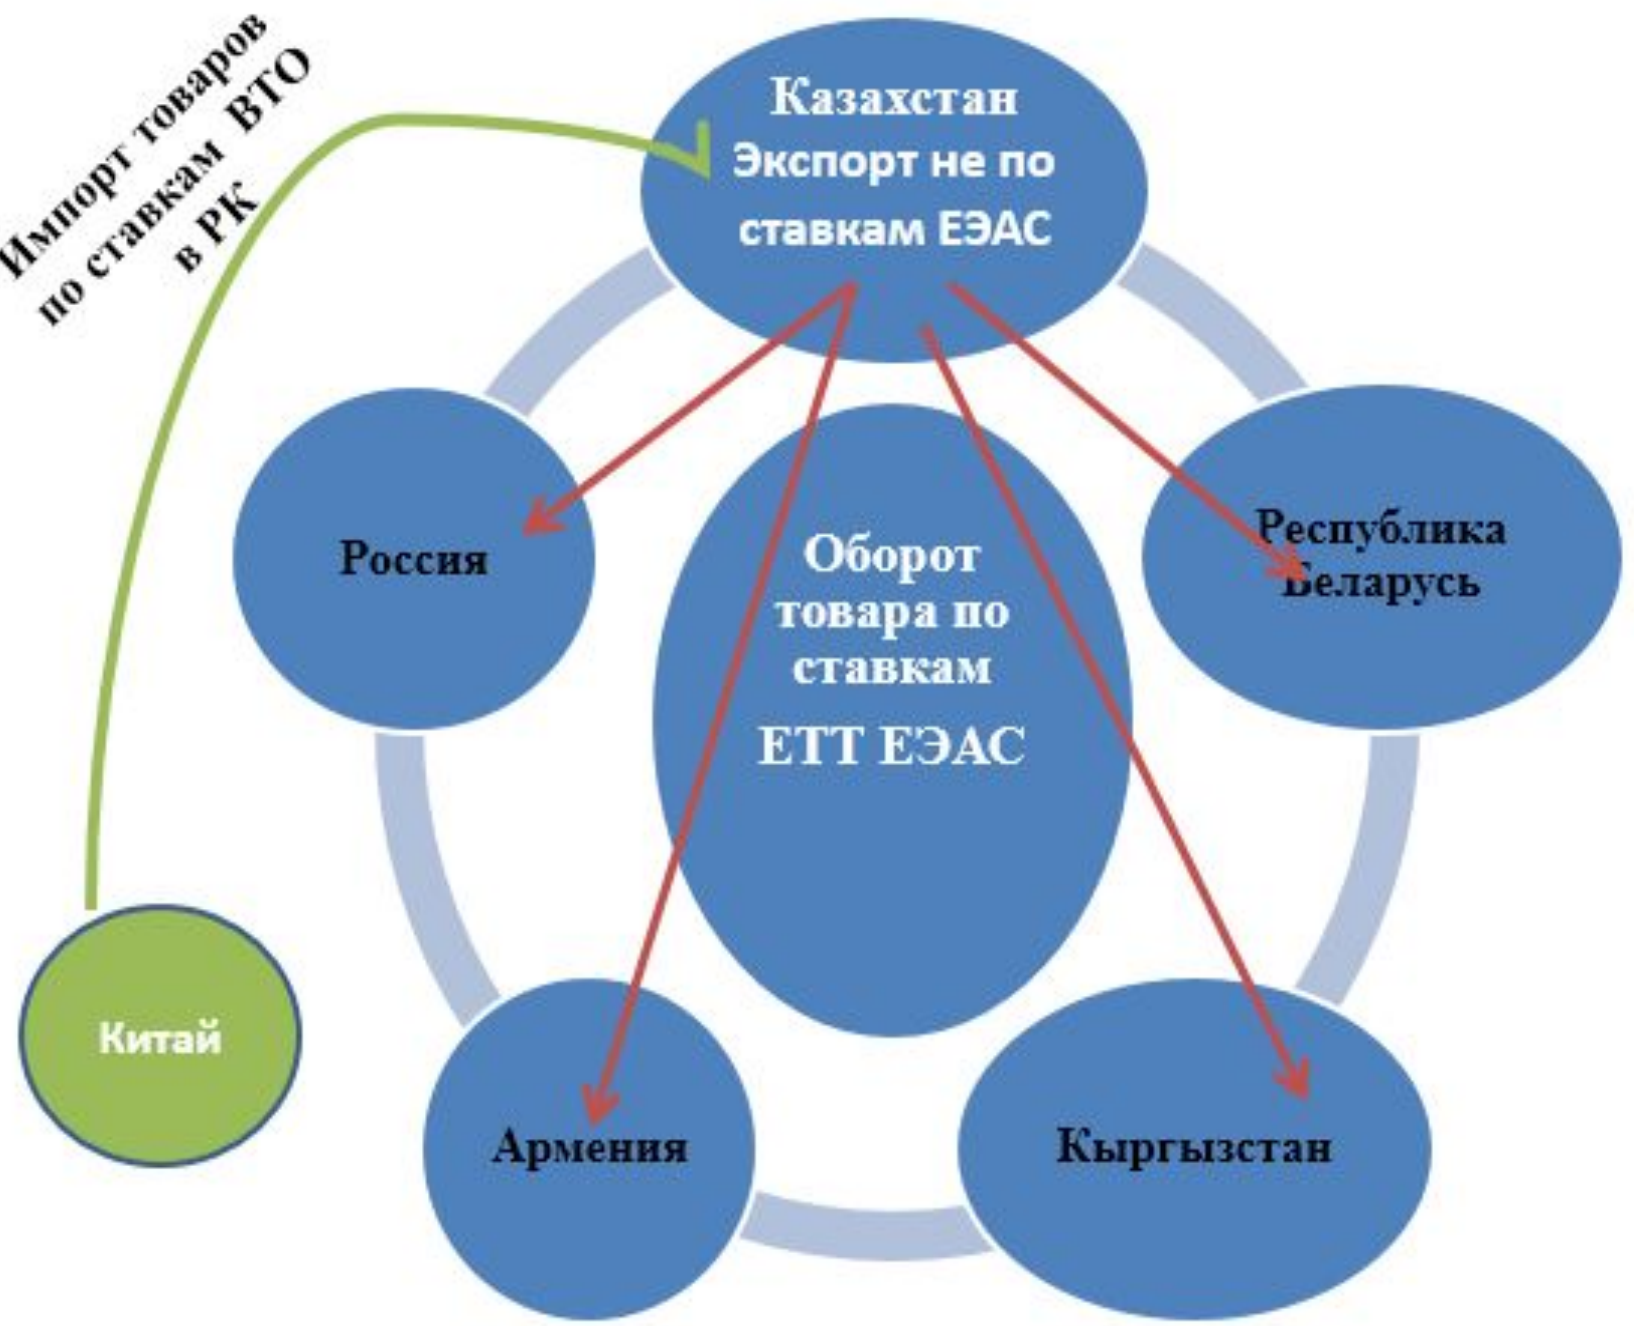 Импорт товаров
по ставкам ВТО
в РК
Казахстан
Экспорт не по
ставкам ЕЭАС
Россия
Республика
Беларусь
Оборот
товара по
ставкам
ЕТТ ЕЭАС
Китай
Армения
Кыргызстан